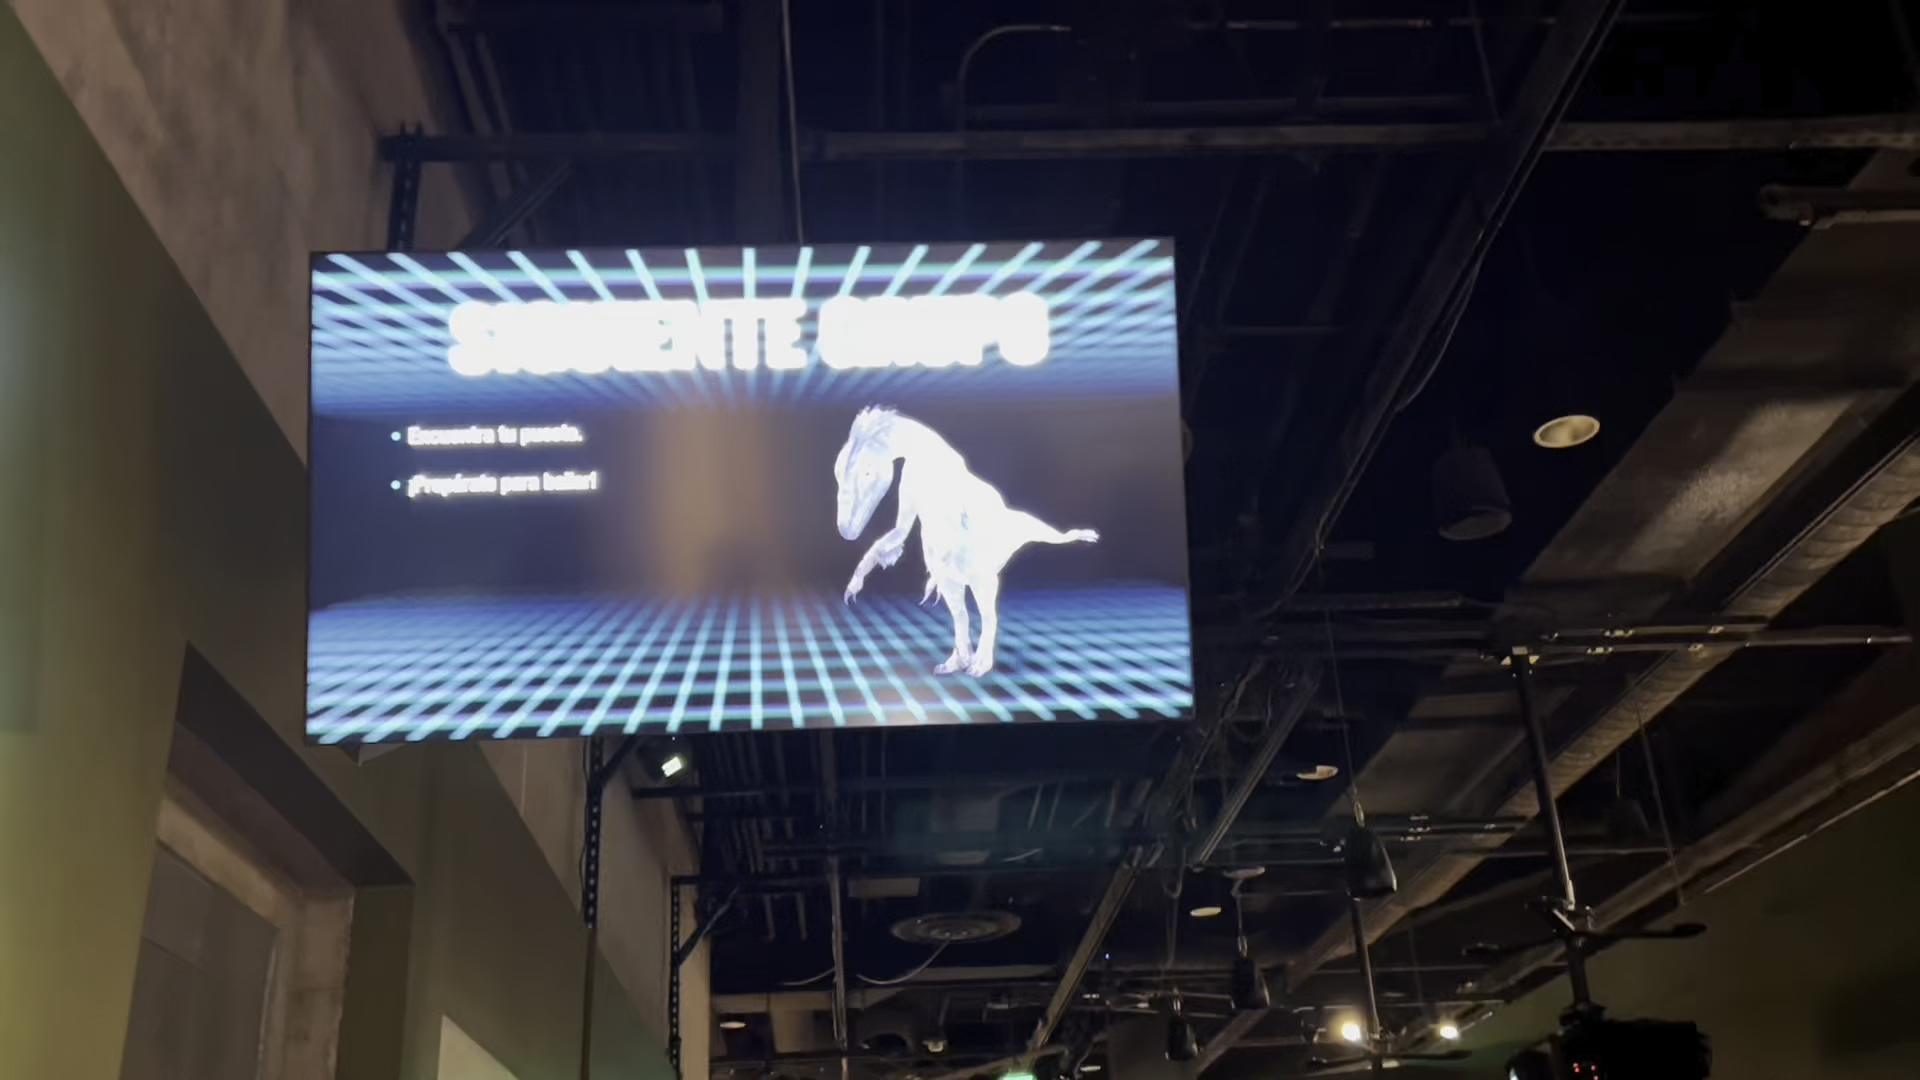 SIGUIENTE GRUPO
• Encuentra tu puesto.
• ¡Prepárate para bailar!